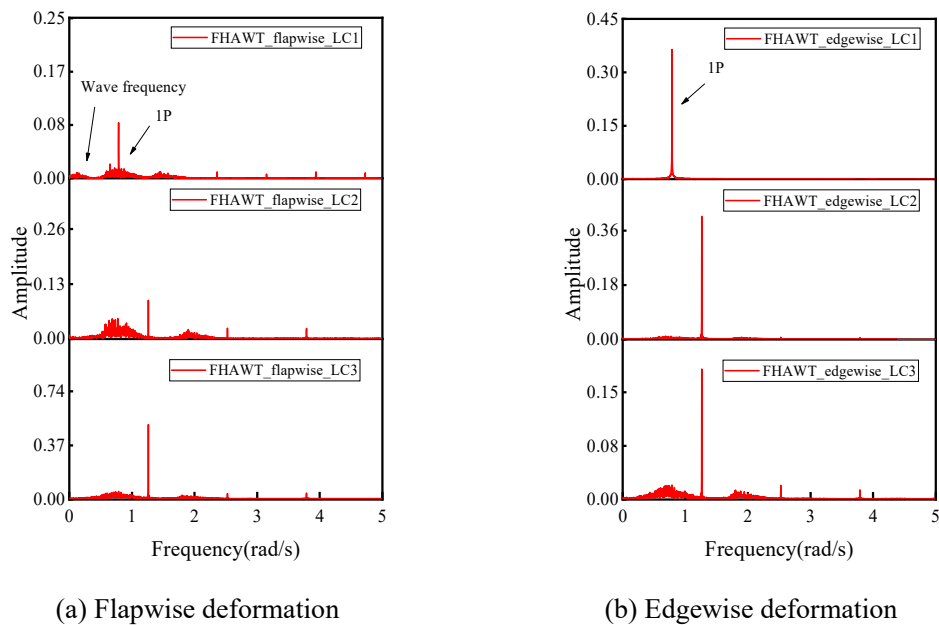 0.25
FHAWT_flapwise_LC1
0.17
Wave frequency
1P
0.08
0.00
FHAWT_flapwise_LC2
0.26
Amplitude
0.13
0.00
FHAWT_flapwise_LC3
0.74
0.37
0.00
0 1 2 3 4 5
Frequency(rad/s)
(a) Flapwise deformation
0.45
FHAWT_edgewise_LC1
1P
0.30
0.15
0.00
FHAWT_edgewise_LC2
0.36
Amplitude
0.18
0.00
FHAWT_edgewise_LC3
0.15
0.08
0.00
0 1 2 3 4 5
Frequency(rad/s)
(b) Edgewise deformation